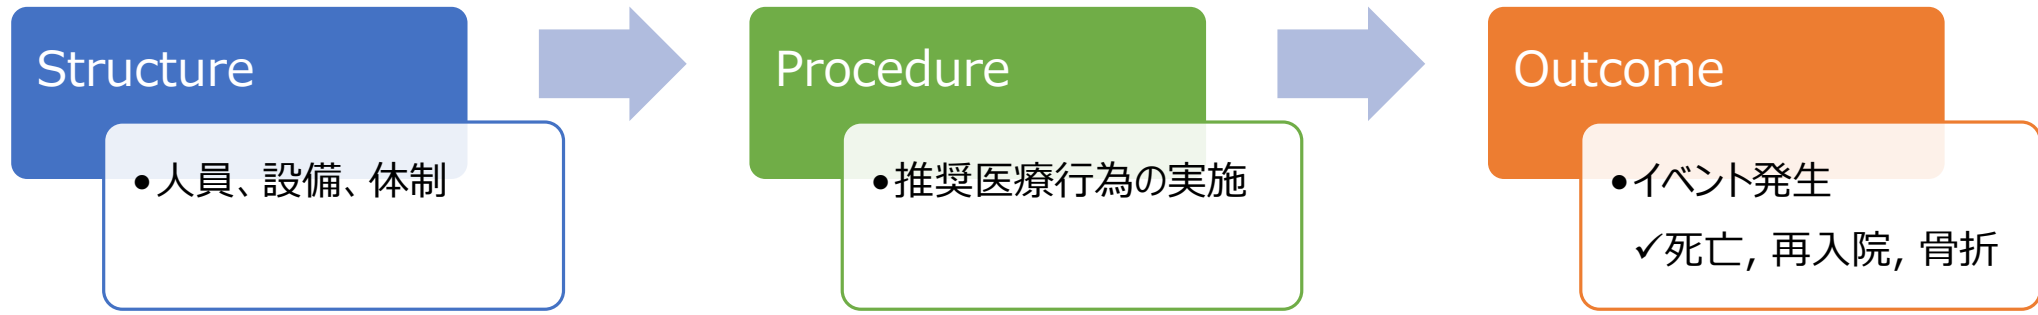 Structure
•人員、設備、体制
Procedure
•推奨医療行為の実施
Outcome
•イベント発生
✓死亡, 再入院, 骨折